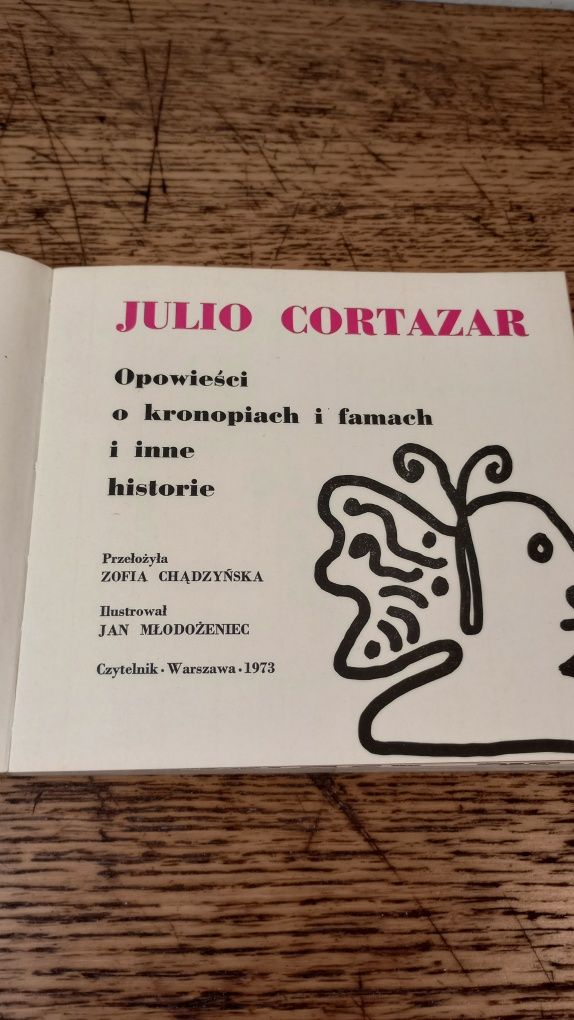 JULIO CORTAZAR
Opowieści
o kronopiach i famach
i inne
historie
Przełożyła
ZOFIA CHĄDZYŃSKA
Ilustrował
JAN MŁODOŻENIEC
Czytelnik • Warszawa • 1973